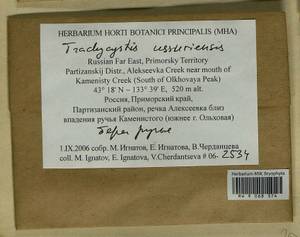 HERBARIUM HORTI BOTANICI PRINCIPALIS (MHA)
Trachycystis ussuriensis
Russian Far East, Primorsky Territory
Partizanskij Distr., Alekseevka Creek near mouth of
Kamenisty Creek (South of Olkhovaya Peak)
43° 18' N – 133° 39' E, 520 m alt.
Россия, Приморский край,
Партизанский район, речка Алексеевка близ
впадения ручья Каменистого (южнее г. Ольховая)
берег ручья
1.IX.2006 собр. М. Игнатов, Е. Игнатова, В.Черданцева
coll. M. Ignatov, E. Ignatova, V.Cherdantseva # 06- 2534
Herbarium MW Bryophyta